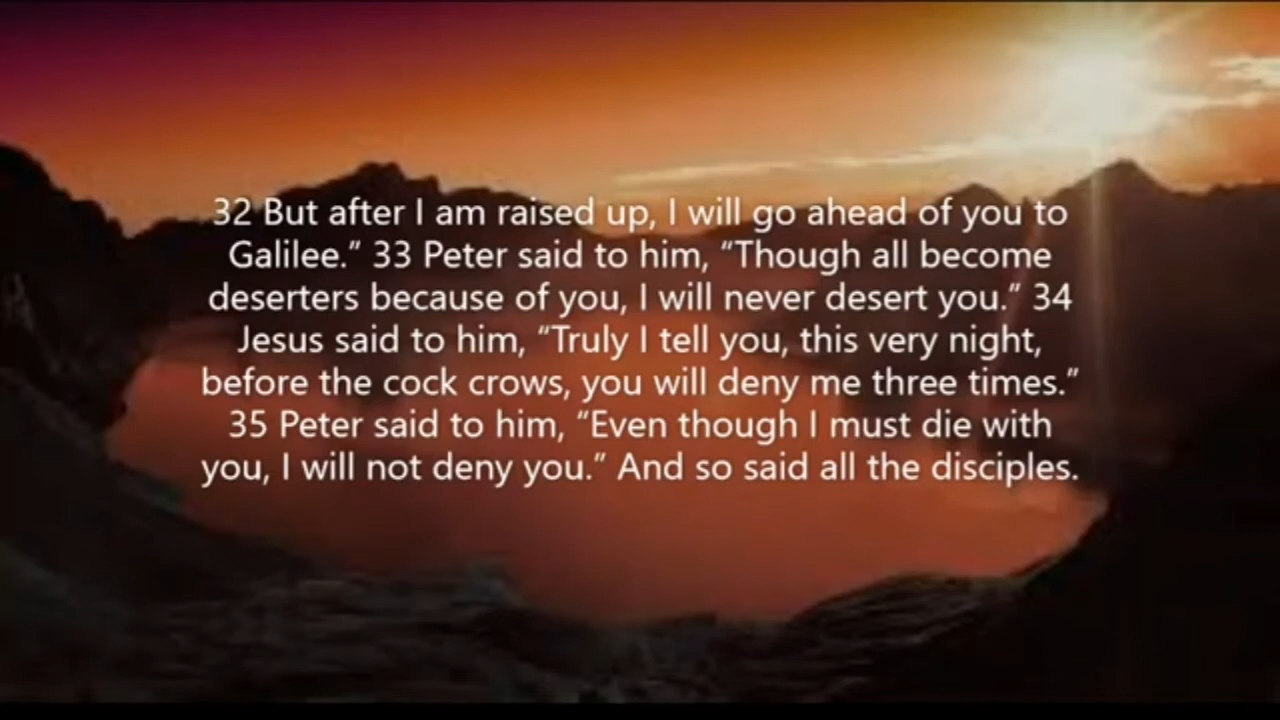 32 But after I am raised up, I will go ahead of you to
Galilee.” 33 Peter said to him, “Though all become
deserters because of you, I will never desert you.” 34
Jesus said to him, “Truly I tell you, this very night,
before the cock crows, you will deny me three times.”
35 Peter said to him, “Even though I must die with
you, I will not deny you.” And so said all the disciples.